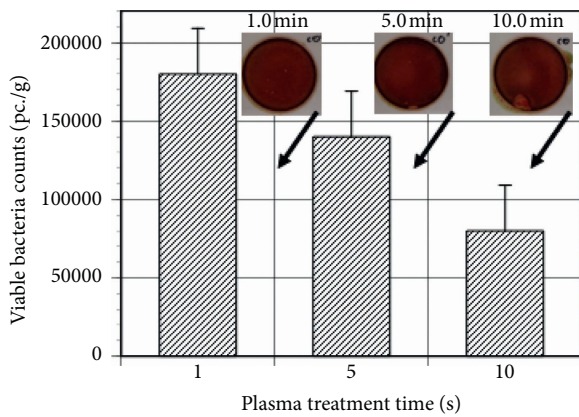 1.0 min 5.0 min 10.0 min
200000
150000
100000
50000
0
1 5 10
Viable bacteria counts (pc./g)
Plasma treatment time (s)